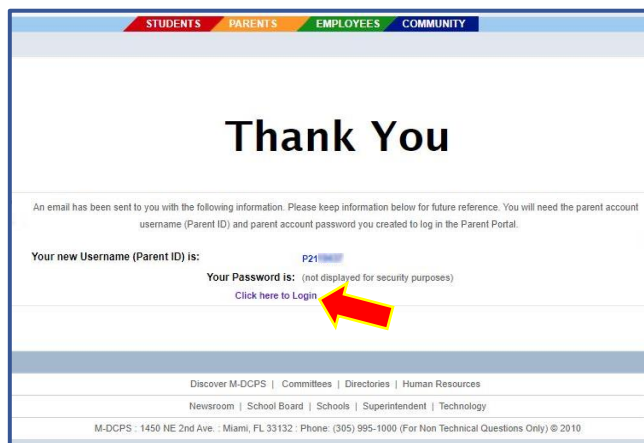 STUDENTS PARENTS EMPLOYEES COMMUNITY
Thank You
An email has been sent to you with the following information. Please keep information below for future reference. You will need the parent account
username (Parent ID) and parent account password you created to log in the Parent Portal.
Your new Username (Parent ID) is: P21
Your Password is: (not displayed for security purposes)
Click here to Login
Discover M-DCPS | Committees | Directories | Human Resources
Newsroom | School Board | Schools | Superintendent | Technology
M-DCPS : 1450 NE 2nd Ave. : Miami, FL 33132 : Phone: (305) 995-1000 (For Non Technical Questions Only) © 2010